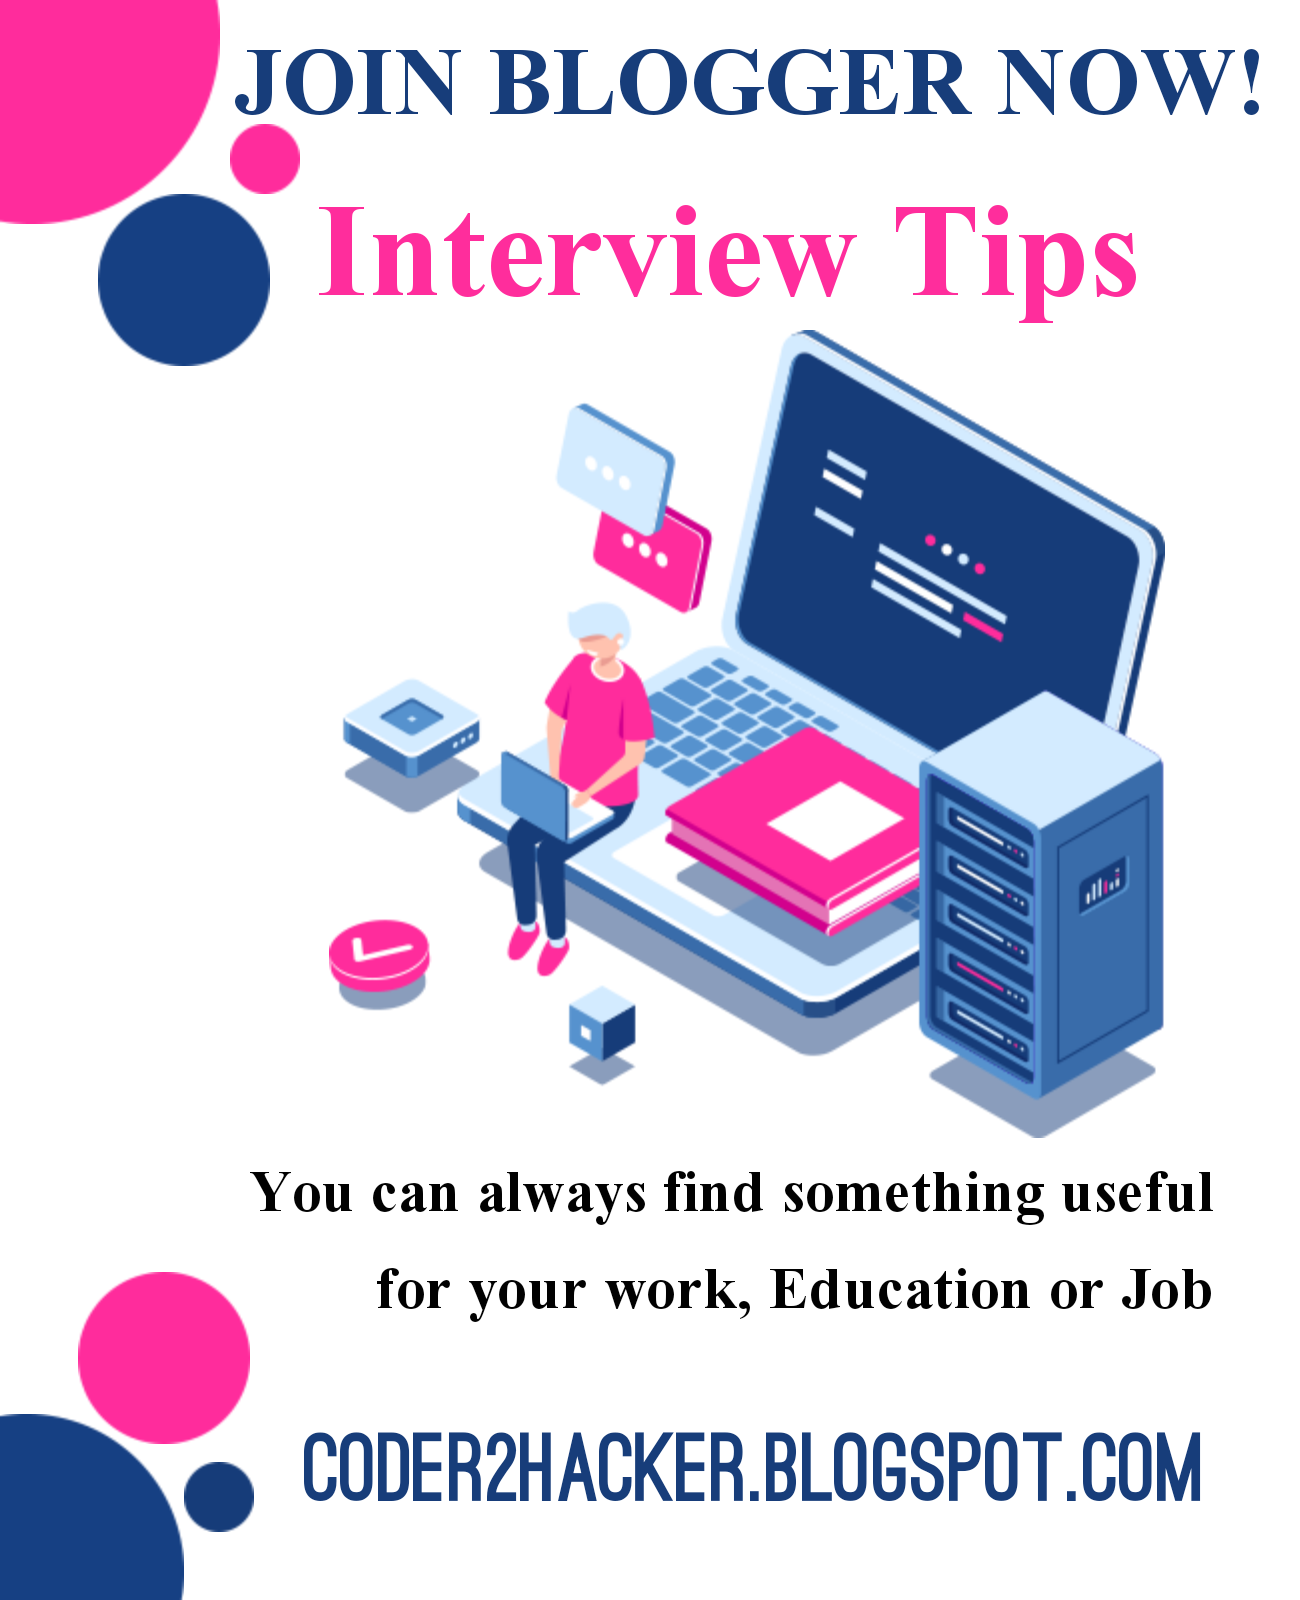 JOIN BLOGGER NOW!
Interview Tips
You can always find something useful
for your work, Education or Job
CODER2HACKER.BLOGSPOT.COM